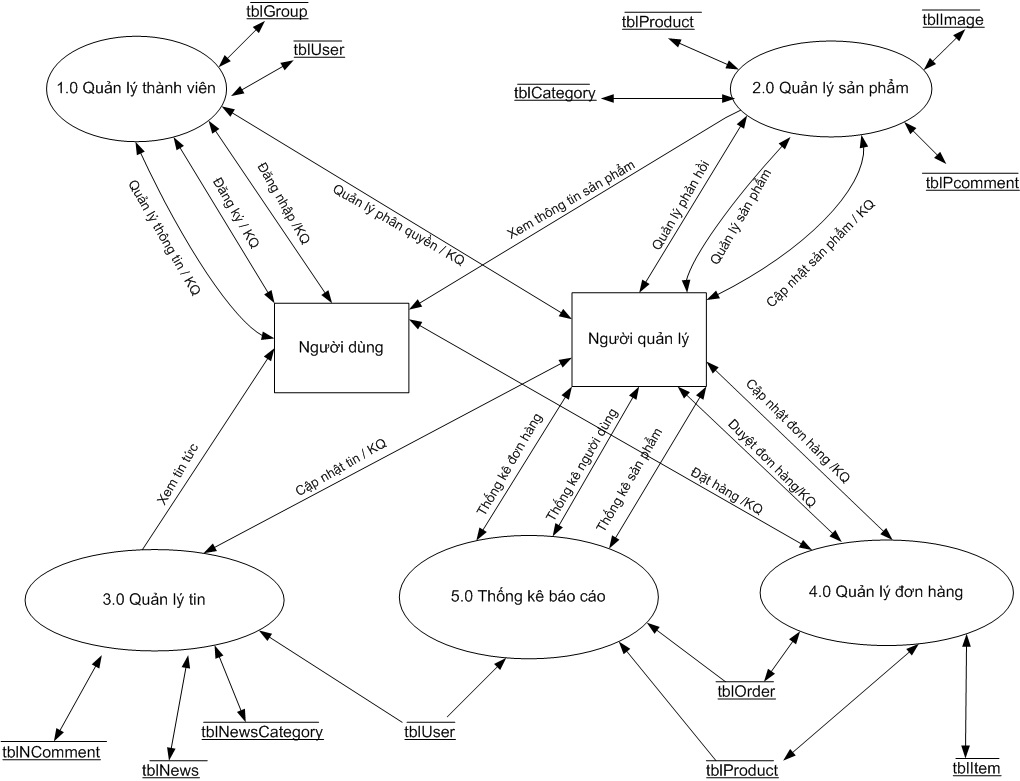 tblGroup
tblUser
tblProduct
tblImage
1.0 Quản lý thành viên
2.0 Quản lý sản phẩm
tblCategory
tblPcomment
Quản lý thông tin / KQ
Đăng ký / KQ
Đăng nhập /KQ
Quản lý phân quyền / KQ
Xem thông tin sản phẩm
Quản lý phản hồi
Quản lý sản phẩm
Cập nhật sản phẩm / KQ
Người dùng
Người quản lý
Xem tin tức
Cập nhật tin / KQ
Thống kê đơn hàng
Thống kê người dùng
Thống kê sản phẩm
Đặt hàng /KQ
Duyệt đơn hàng/KQ
Cập nhật đơn hàng /KQ
3.0 Quản lý tin
5.0 Thống kê báo cáo
4.0 Quản lý đơn hàng
tblNComment
tblNews
tblNewsCategory
tblUser
tblOrder
tblProduct
tblItem